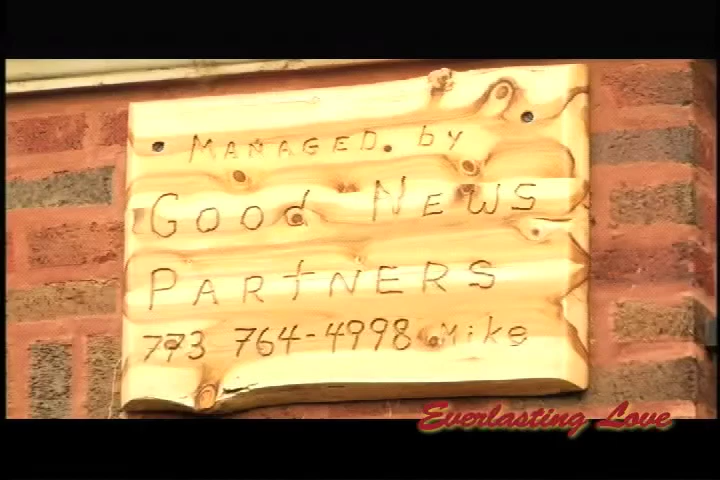 MANAGED. by
GOOD NEWS
PARTNERS
773 764-4998 Mike
Everlasting Love